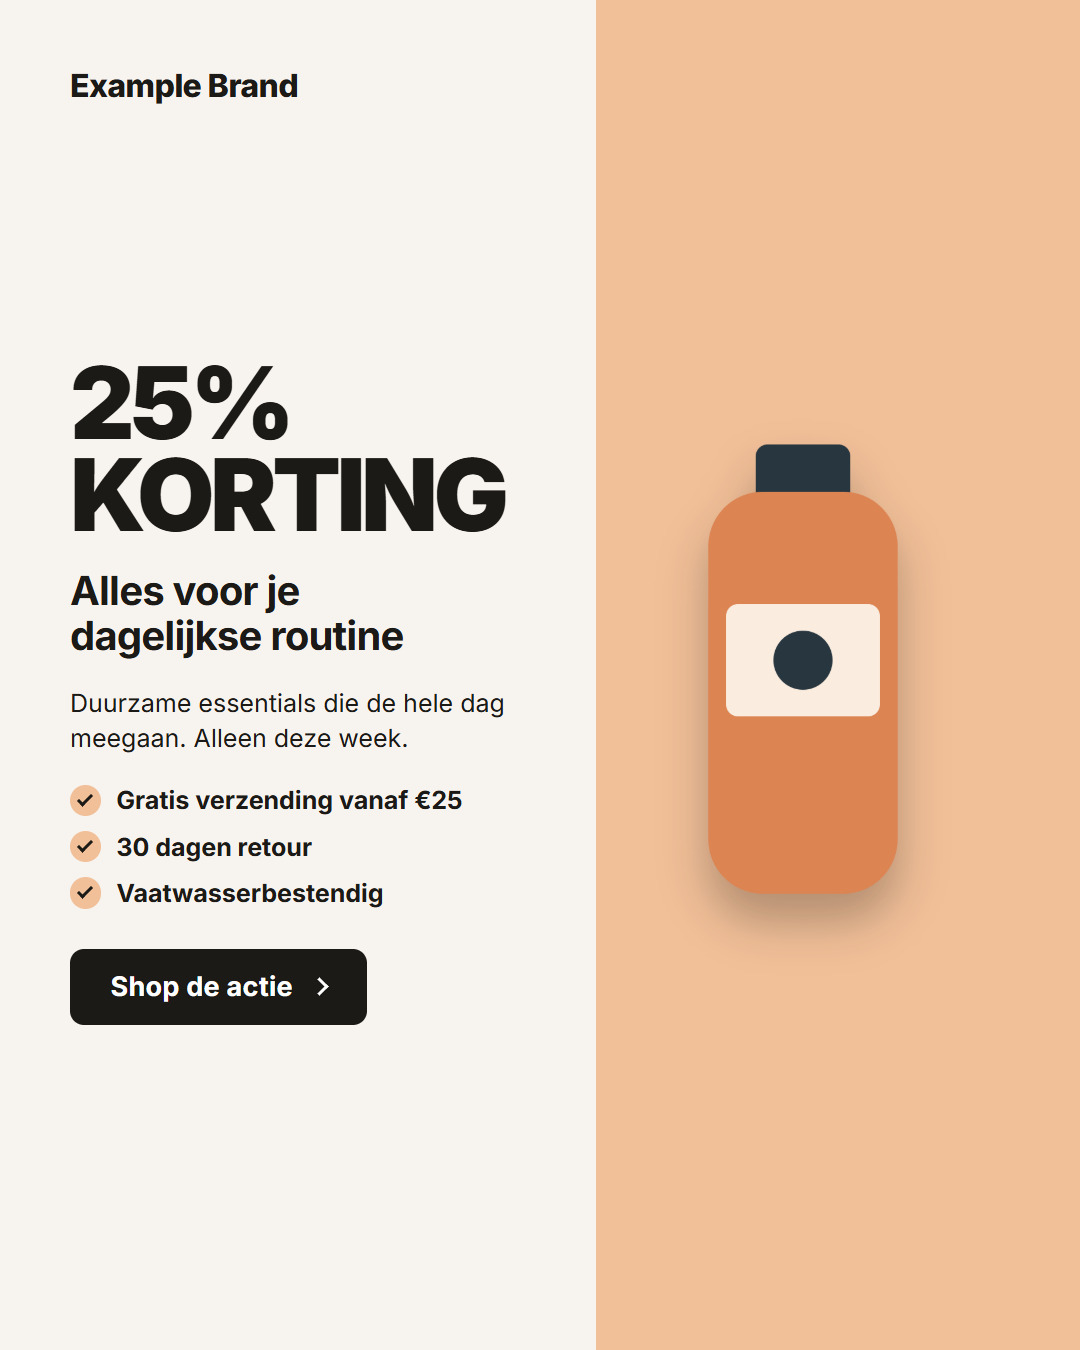 Example Brand
25%
KORTING
Alles voor je
dagelijkse routine
Duurzame essentials die de hele dag
meegaan. Alleen deze week.
Gratis verzending vanaf €25
30 dagen retour
Vaatwasserbestendig
Shop de actie